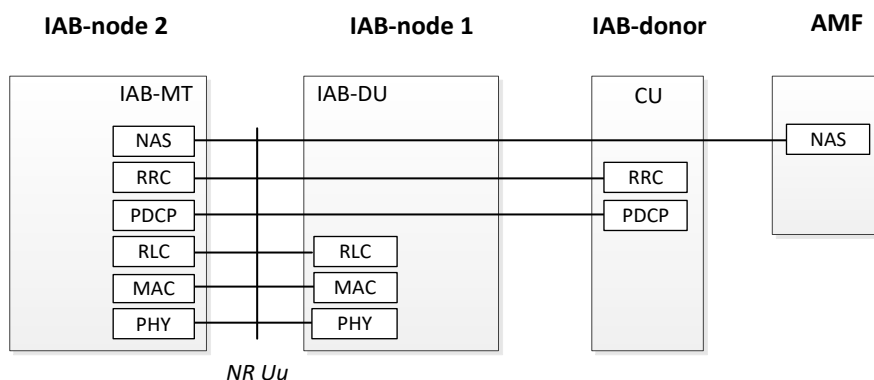 IAB-node 2 IAB-node 1 IAB-donor AMF
IAB-MT IAB-DU CU
NAS NAS
RRC RRC
PDCP PDCP
RLC RLC
MAC MAC
PHY PHY
NR Uu